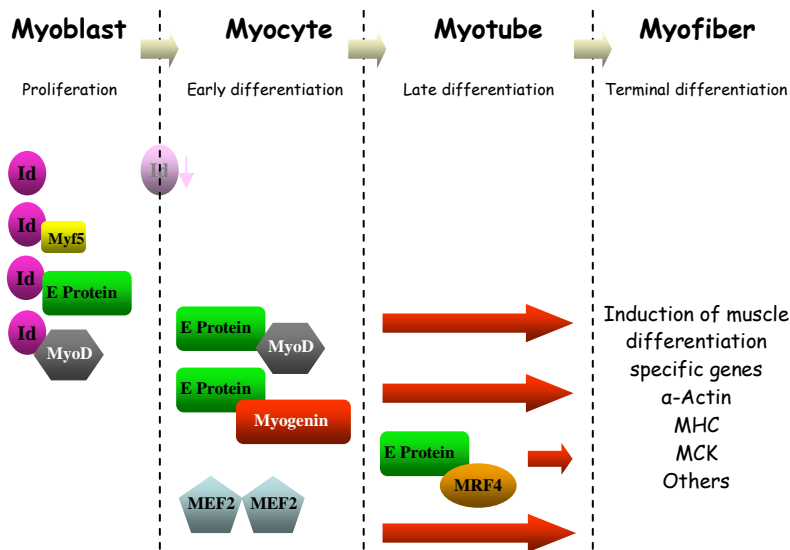 Myoblast
Myocyte
Myotube
Myofiber
Proliferation
Early differentiation
Late differentiation
Terminal differentiation
Id
Id
Id
Myf5
Id
E Protein
Id
MyoD
E Protein
MyoD
E Protein
Myogenin
MEF2
MEF2
E Protein
MRF4
Induction of muscle
differentiation
specific genes
α-Actin
MHC
MCK
Others